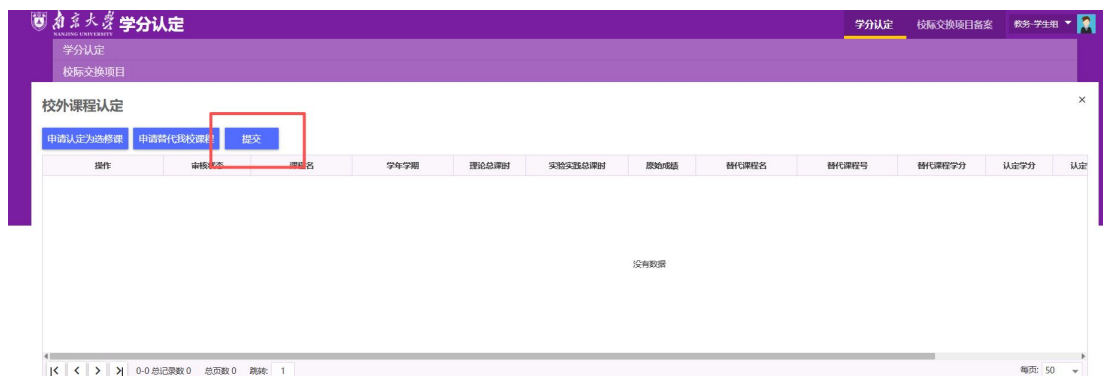 南京大学 学分认定 学分认定 校际交换项目备案 教务-学生组
NANJING UNIVERSITY
学分认定
校际交换项目
校外课程认定 ×
申请认定为选修课 申请替代我校课程 提交
操作 审核状态 课程名 学年学期 理论总课时 实验实践总课时 原始成绩 替代课程名 替代课程号 替代课程学分 认定学分 认定
没有数据
0-0 总记录数 0 总页数 0 跳转: 1 每页: 50